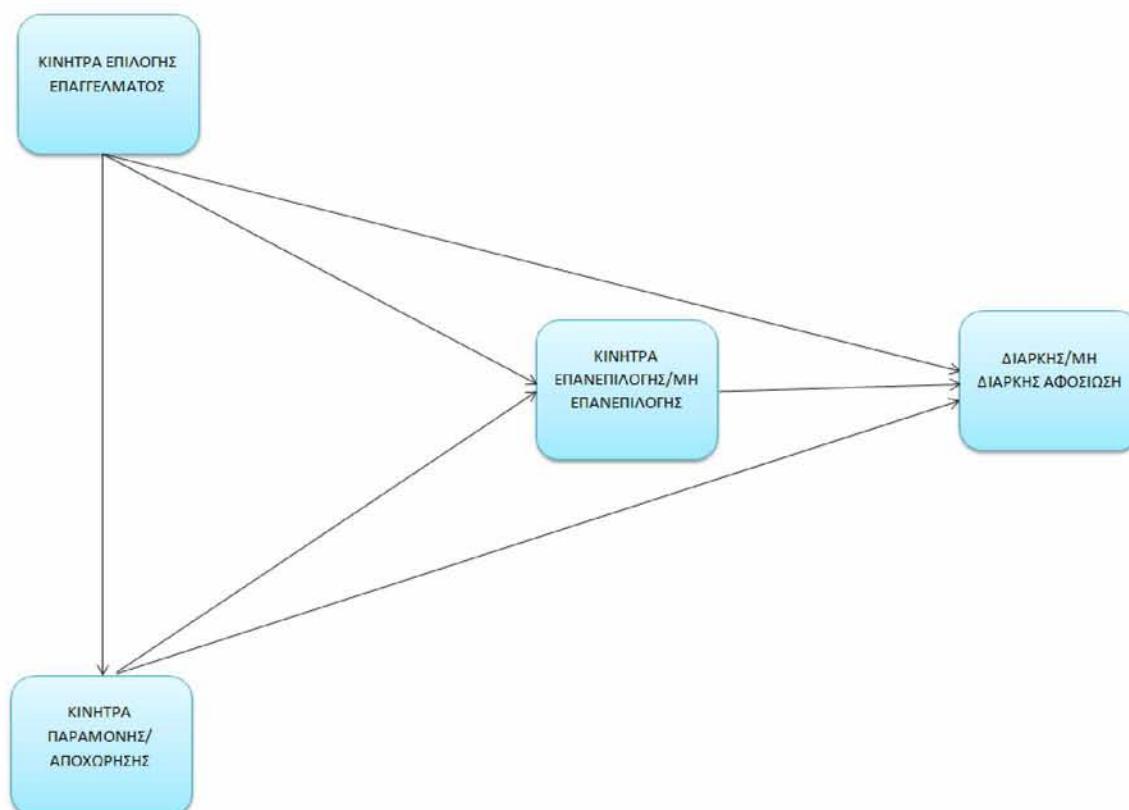 ΚΙΝΗΤΡΑ ΕΠΙΛΟΓΗΣ
ΕΠΑΓΓΕΛΜΑΤΟΣ
ΚΙΝΗΤΡΑ
ΕΠΑΝΕΠΙΛΟΓΗΣ/ΜΗ
ΕΠΑΝΕΠΙΛΟΓΗΣ
ΔΙΑΡΚΗΣ/ΜΗ
ΔΙΑΡΚΗΣ ΑΦΟΣΙΩΣΗ
ΚΙΝΗΤΡΑ
ΠΑΡΑΜΟΝΗΣ/
ΑΠΟΧΩΡΗΣΗΣ